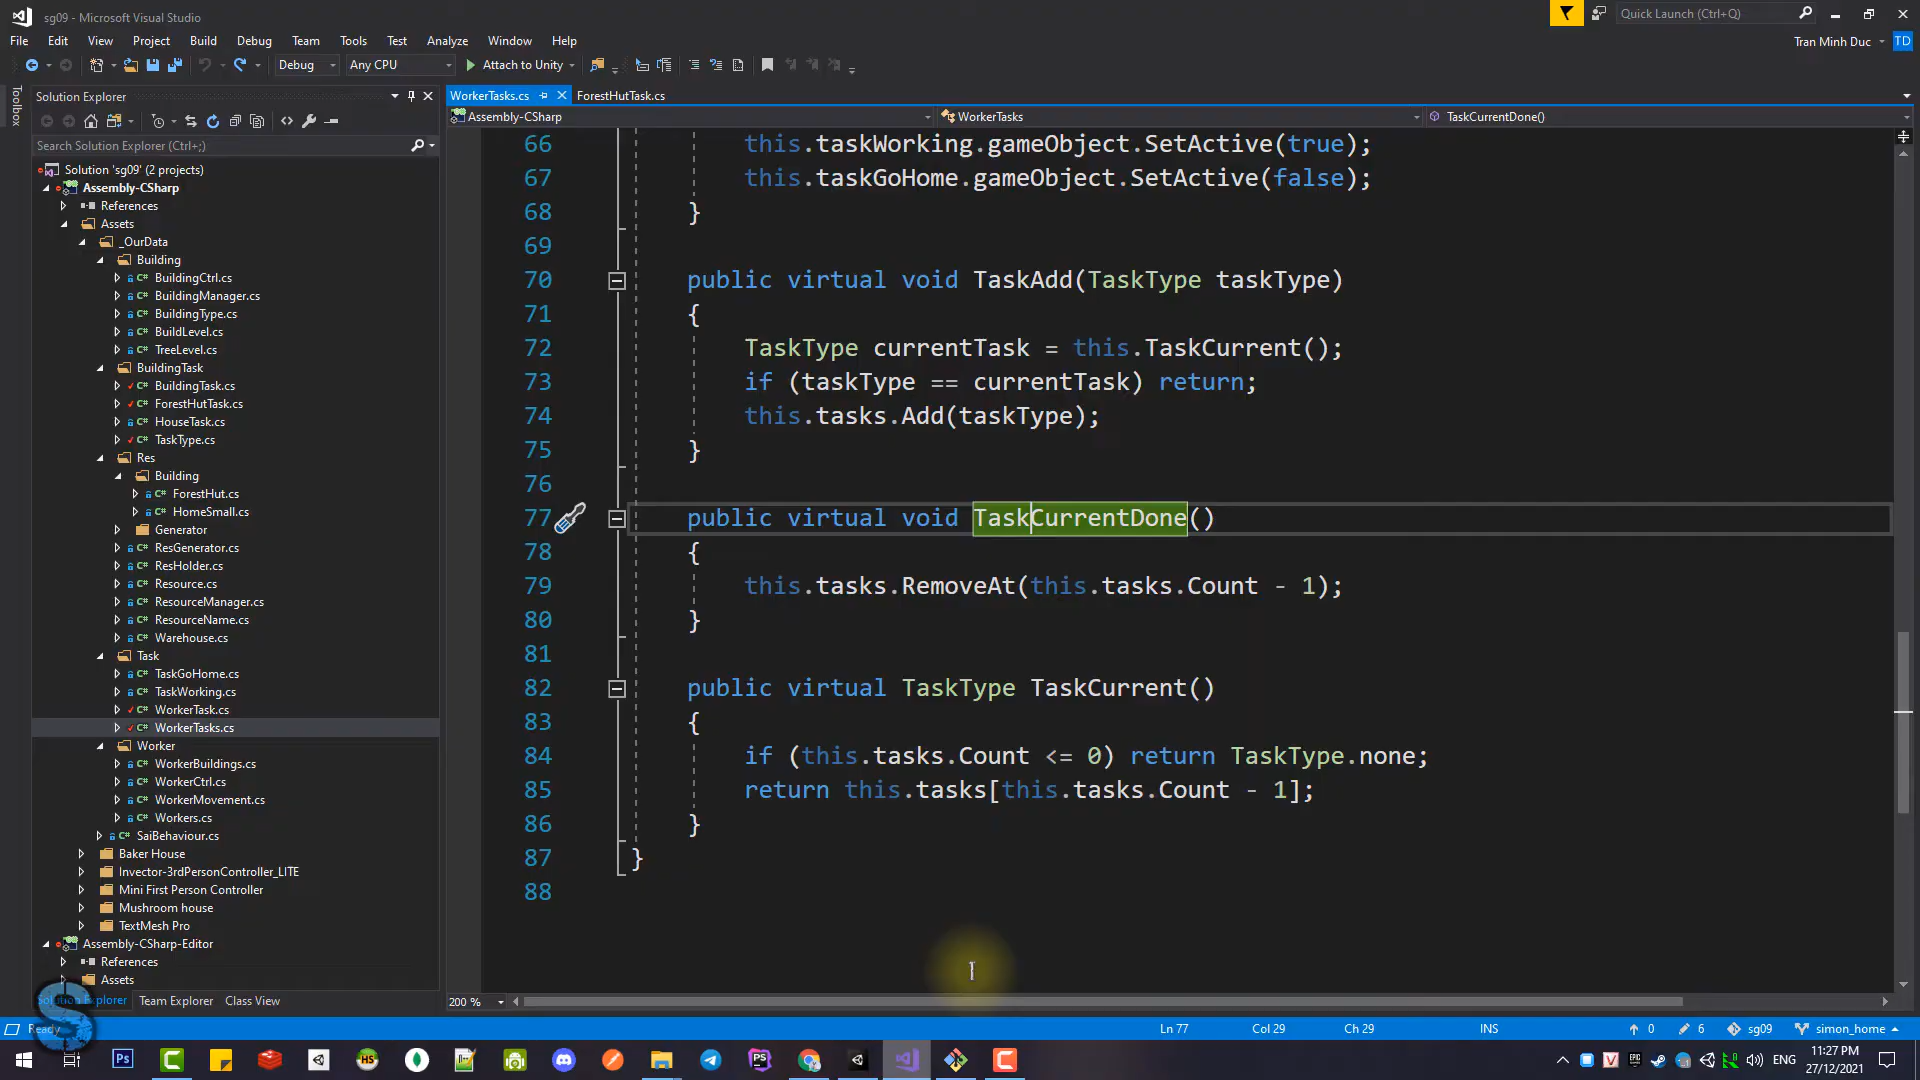 sg09 - Microsoft Visual Studio
Quick Launch (Ctrl+Q)
File Edit View Project Build Debug Team Tools Test Analyze Window Help
Tran Minh Duc
TD
Debug Any CPU Attach to Unity
Toolbox
Solution Explorer
WorkerTasks.cs ForestHutTask.cs
Assembly-CSharp WorkerTasks TaskCurrentDone()
Search Solution Explorer (Ctrl+;)
Solution 'sg09' (2 projects)
Assembly-CSharp
References
Assets
_OurData
Building
BuildingCtrl.cs
BuildingManager.cs
BuildingType.cs
BuildLevel.cs
TreeLevel.cs
BuildingTask
BuildingTask.cs
ForestHutTask.cs
HouseTask.cs
TaskType.cs
Res
Building
ForestHut.cs
HomeSmall.cs
Generator
ResGenerator.cs
ResHolder.cs
Resource.cs
ResourceManager.cs
ResourceName.cs
Warehouse.cs
Task
TaskGoHome.cs
TaskWorking.cs
WorkerTask.cs
WorkerTasks.cs
Worker
WorkerBuildings.cs
WorkerCtrl.cs
WorkerMovement.cs
Workers.cs
SaiBehaviour.cs
Baker House
Invector-3rdPersonController_LITE
Mini First Person Controller
Mushroom house
TextMesh Pro
Assembly-CSharp-Editor
References
Assets
Solution Explorer Team Explorer Class View
66 this.taskWorking.gameObject.SetActive(true);
67 this.taskGoHome.gameObject.SetActive(false);
68 }
69
70 public virtual void TaskAdd(TaskType taskType)
71 {
72 TaskType currentTask = this.TaskCurrent();
73 if (taskType == currentTask) return;
74 this.tasks.Add(taskType);
75 }
76
77 public virtual void TaskCurrentDone()
78 {
79 this.tasks.RemoveAt(this.tasks.Count - 1);
80 }
81
82 public virtual TaskType TaskCurrent()
83 {
84 if (this.tasks.Count <= 0) return TaskType.none;
85 return this.tasks[this.tasks.Count - 1];
86 }
87 }
88
200 %
Ready Ln 77 Col 29 Ch 29 INS 0 6 sg09 simon_home
ENG
11:27 PM
27/12/2021